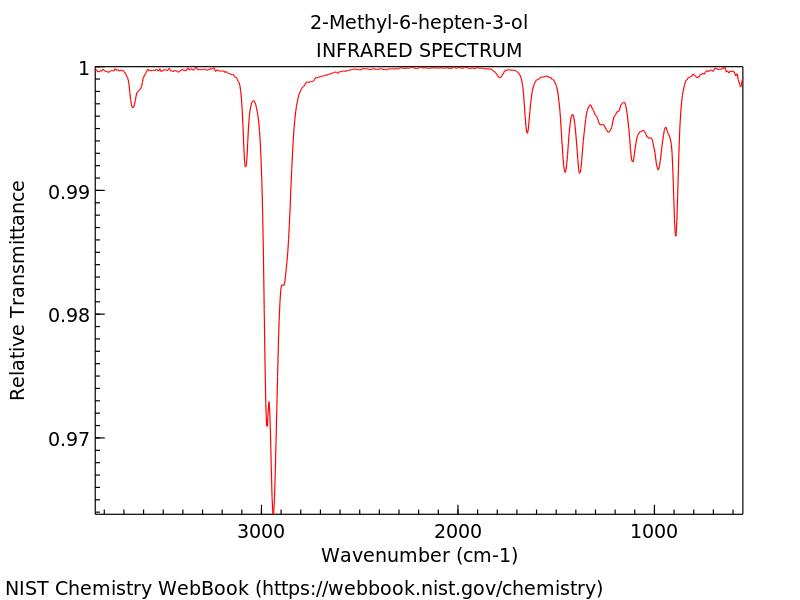 2-Methyl-6-hepten-3-ol
INFRARED SPECTRUM
1
0.99
0.98
0.97
Relative Transmittance
3000 2000 1000
Wavenumber (cm-1)
NIST Chemistry WebBook (https://webbook.nist.gov/chemistry)